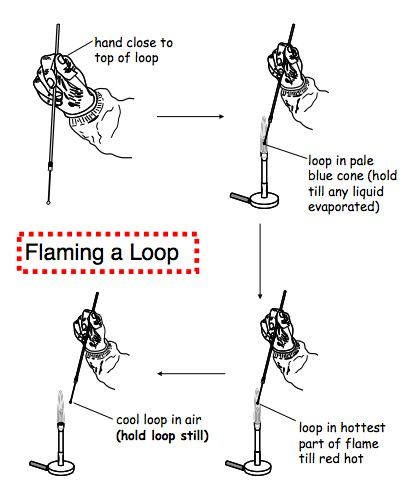 hand close to
top of loop
loop in pale
blue cone (hold
till any liquid
evaporated)
Flaming a Loop
cool loop in air
(hold loop still)
loop in hottest
part of flame
till red hot